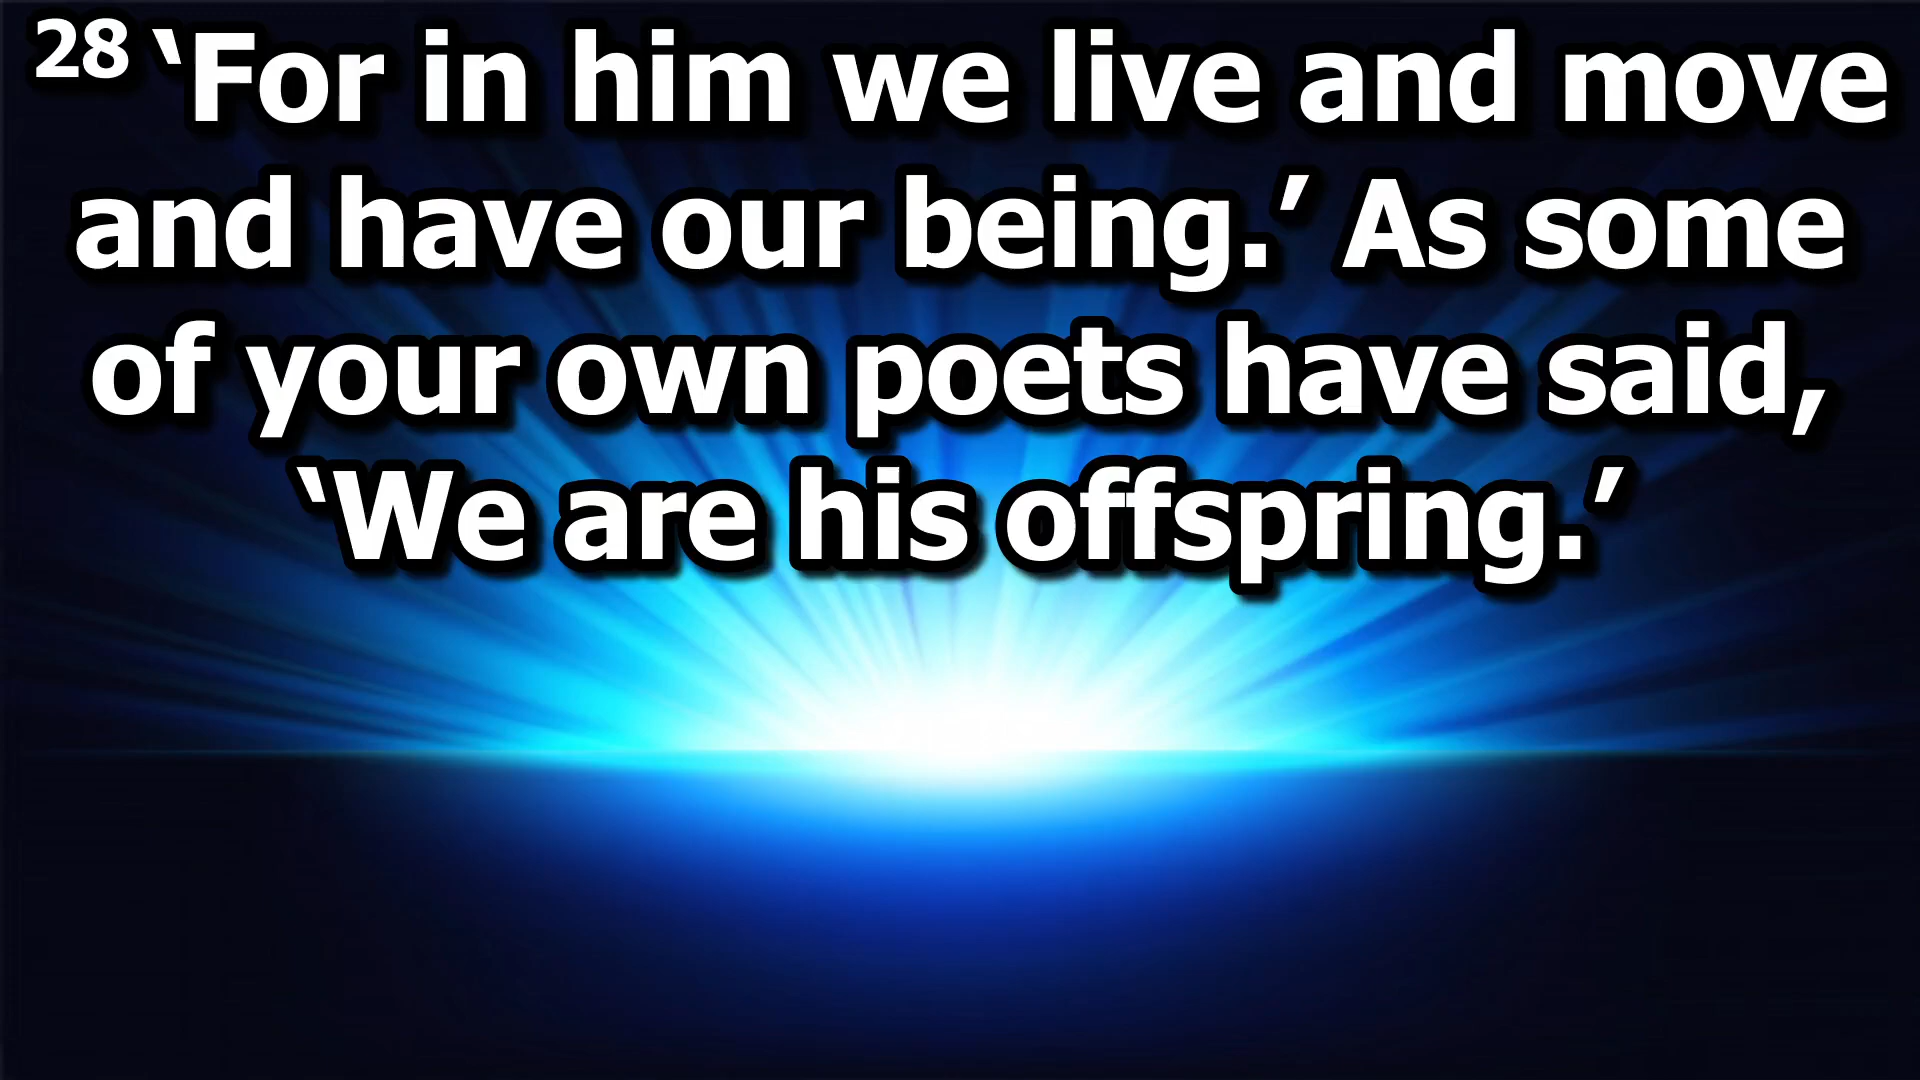 28 ‘For in him we live and move
and have our being.’ As some
of your own poets have said,
‘We are his offspring.’